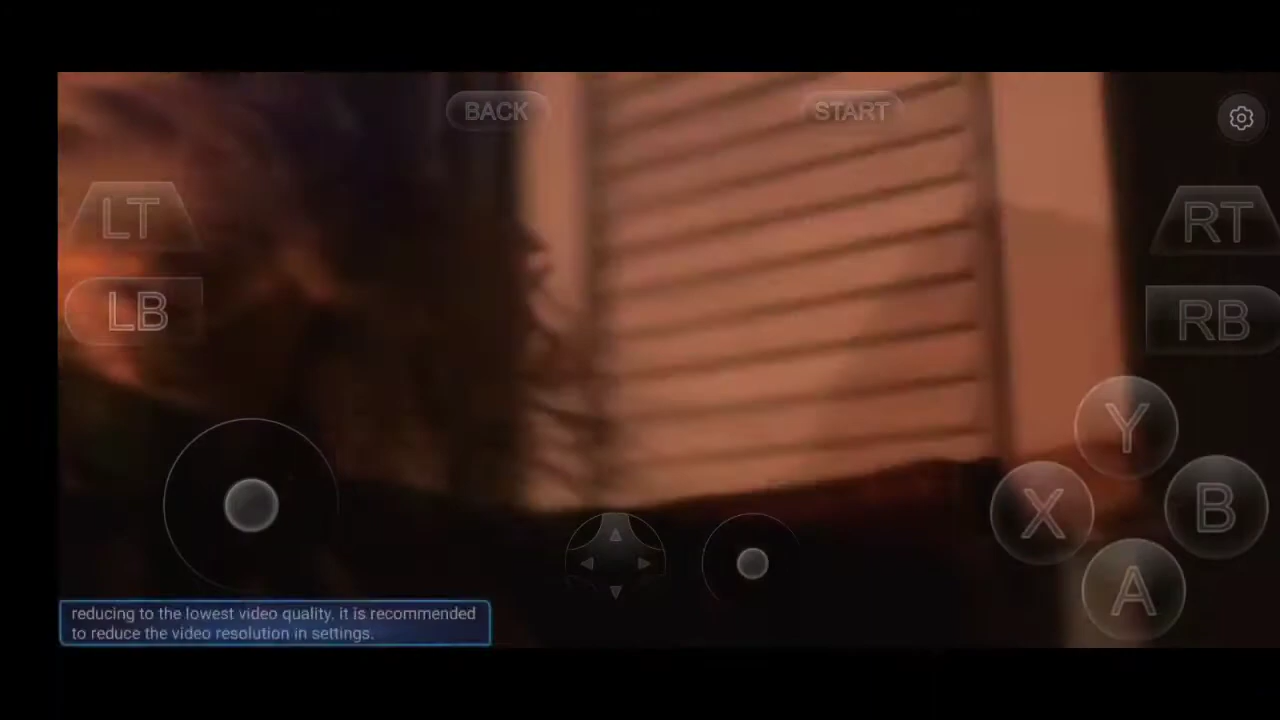 BACK
START
LT
RT
LB
RB
Y
X
B
A
reducing to the lowest video quality. it is recommended
to reduce the video resolution in settings.